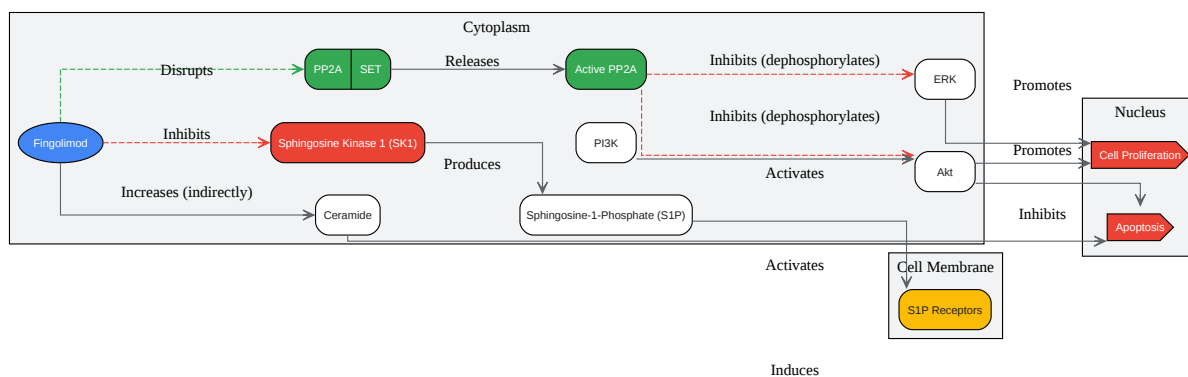 Cytoplasm
Disrupts
PP2A
SET
Releases
Active PP2A
Inhibits (dephosphorylates)
ERK
Promotes
Nucleus
Fingolimod
Inhibits
Sphingosine Kinase 1 (SK1)
PI3K
Inhibits (dephosphorylates)
Promotes
Cell Proliferation
Produces
Activates
Akt
Increases (indirectly)
Ceramide
Sphingosine-1-Phosphate (S1P)
Inhibits
Apoptosis
Activates
Cell Membrane
S1P Receptors
Induces